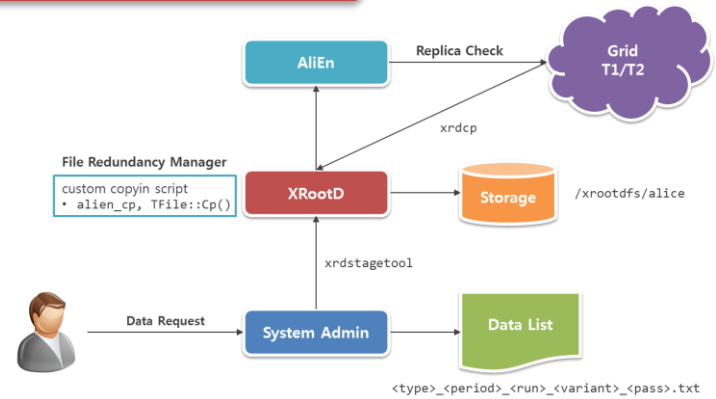 AliEn
Replica Check
Grid
T1/T2
xrdcp
File Redundancy Manager
custom copyin script
• alien_cp, TFile::Cp()
XRootD
Storage
/xrootdfs/alice
xrdstagetool
Data Request
System Admin
Data List
<type>_<period>_<run>_<variant>_<pass>.txt